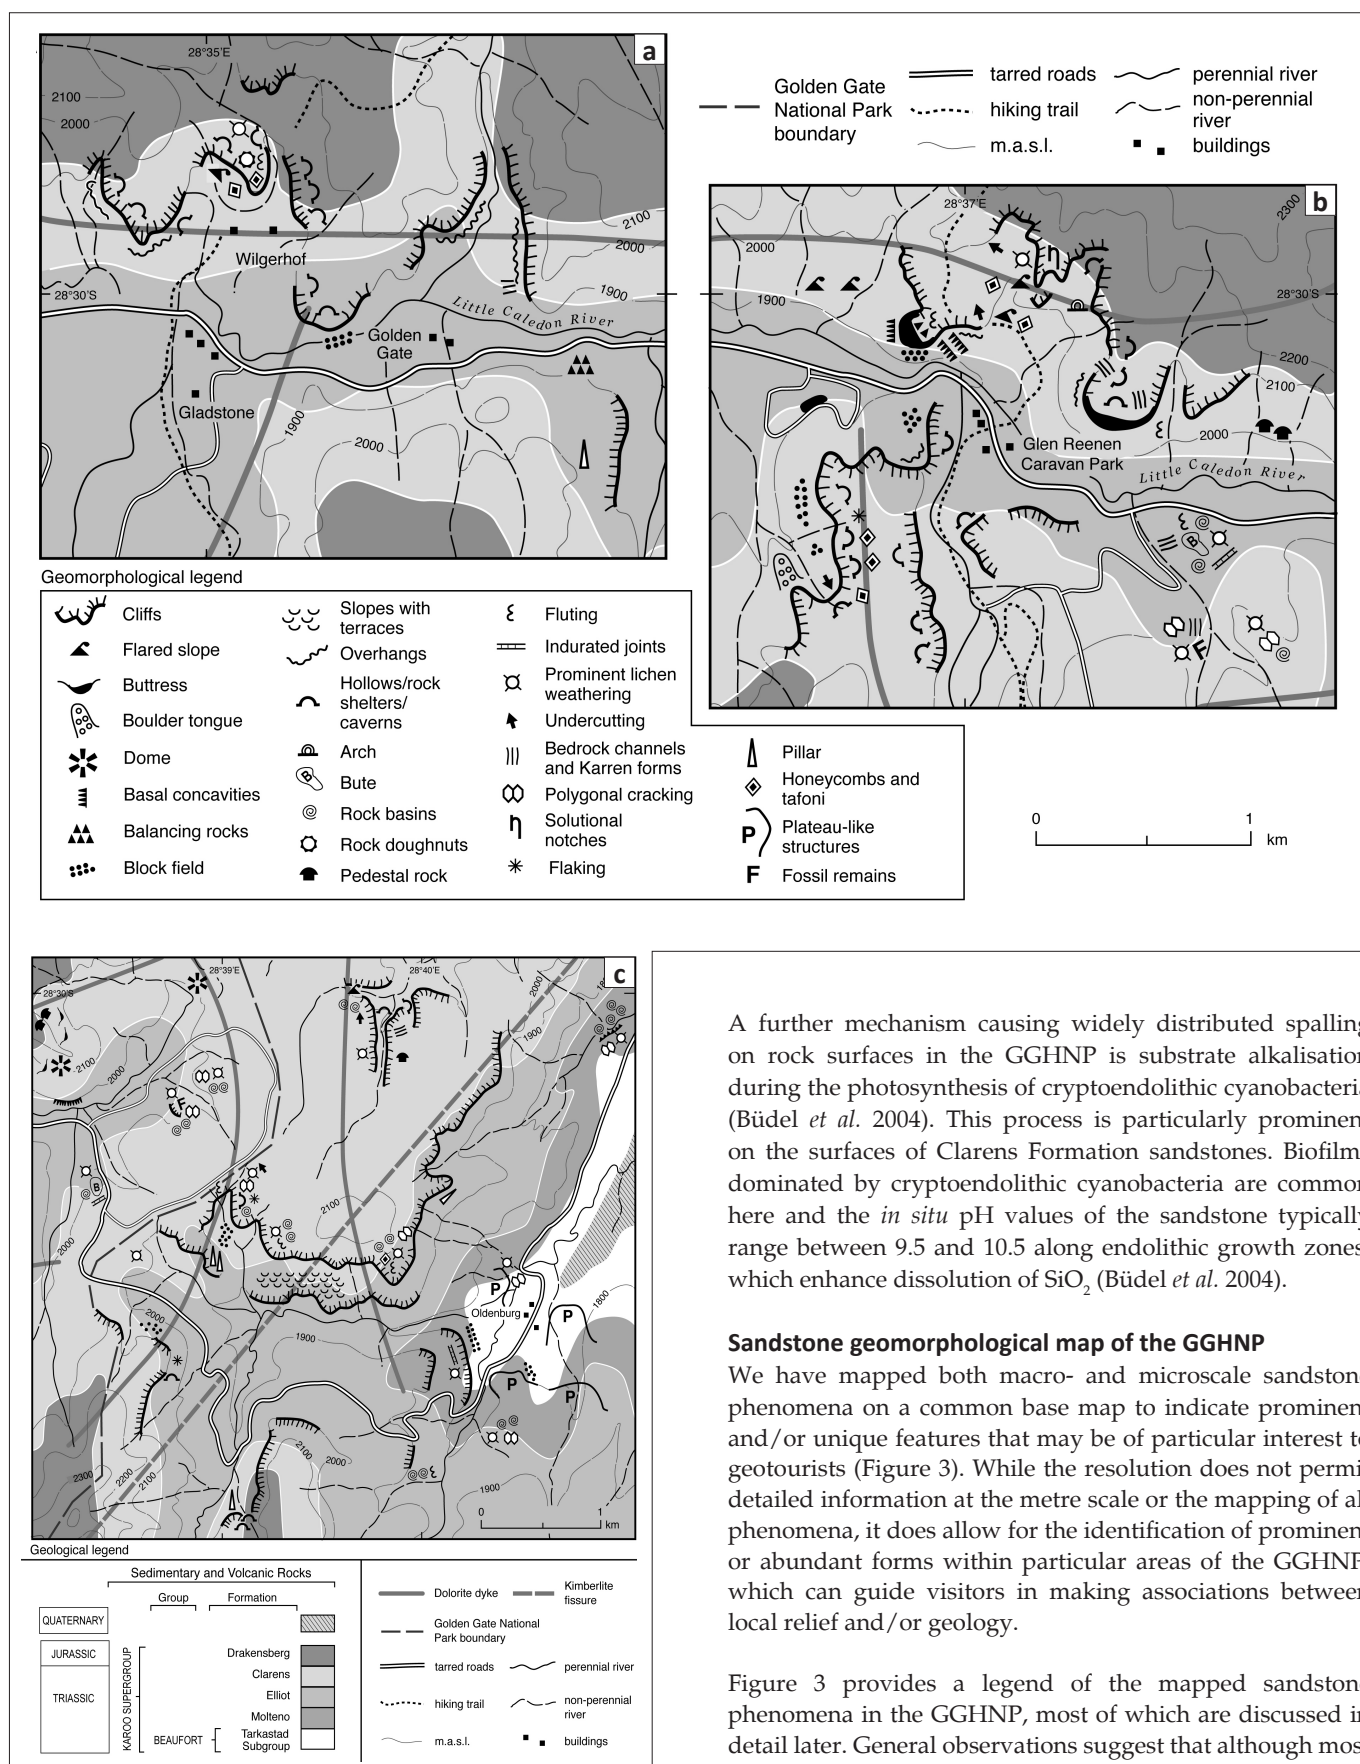 a
28°35'E
2100
2000
2100
2000
Wilgerhof
28°30'S
1900
Little Caledon River
Golden
Gate
Gladstone
1900
2000
Golden Gate
National Park
boundary
tarred roads
hiking trail
m.a.s.l.
perennial river
non-perennial
river
buildings
b
28°37'E
2300
2000
1900
28°30'S
2200
2100
2000
Glen Reenen
Caravan Park
Little Caledon River
B
F
Geomorphological legend
Cliffs
Flared slope
Buttress
Boulder tongue
Dome
Basal concavities
Balancing rocks
Block field
Slopes with
terraces
Overhangs
Hollows/rock
shelters/
caverns
Arch
B
Bute
Rock basins
Rock doughnuts
Pedestal rock
Fluting
Indurated joints
Prominent lichen
weathering
Undercutting
Bedrock channels
and Karren forms
Polygonal cracking
Solutional
notches
Flaking
Pillar
Honeycombs and
tafoni
P
Plateau-like
structures
F
Fossil remains
0 1
km
c
28°39'E
28°40'E
28°30'S
2000
1900
2100
2000
F
B
2100
2000
P
Oldenburg
P
1800
2000
1900
P
P
2100
2000
2300
2200
2100
1900
0 1
km
Geological legend
Sedimentary and Volcanic Rocks
Group Formation
QUATERNARY
JURASSIC
TRIASSIC
KAROO SUPERGROUP
BEAUFORT
Drakensberg
Clarens
Elliot
Molteno
Tarkastad
Subgroup
Dolorite dyke
Kimberlite
fissure
Golden Gate National
Park boundary
tarred roads
perennial river
hiking trail
non-perennial
river
m.a.s.l.
buildings
A further mechanism causing widely distributed spalling
on rock surfaces in the GGHNP is substrate alkalisation
during the photosynthesis of cryptoendolithic cyanobacteria
(Büdel et al. 2004). This process is particularly prominen
on the surfaces of Clarens Formation sandstones. Biofilm
dominated by cryptoendolithic cyanobacteria are common
here and the in situ pH values of the sandstone typically
range between 9.5 and 10.5 along endolithic growth zones
which enhance dissolution of SiO2 (Büdel et al. 2004).
Sandstone geomorphological map of the GGHNP
We have mapped both macro- and microscale sandston
phenomena on a common base map to indicate prominen
and/or unique features that may be of particular interest to
geotourists (Figure 3). While the resolution does not permi
detailed information at the metre scale or the mapping of al
phenomena, it does allow for the identification of prominen
or abundant forms within particular areas of the GGHNP
which can guide visitors in making associations between
local relief and/or geology.
Figure 3 provides a legend of the mapped sandston
phenomena in the GGHNP, most of which are discussed in
detail later. General observations suggest that although mos